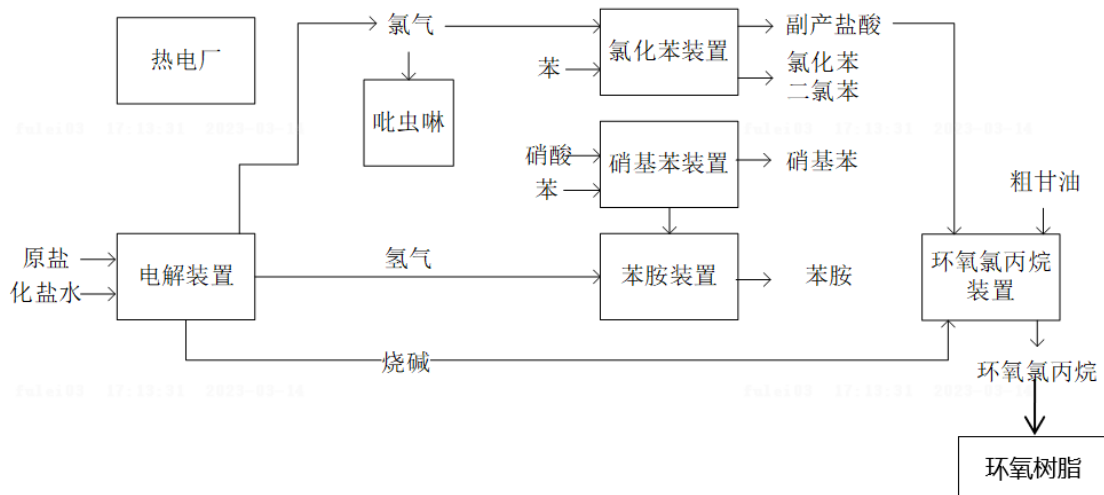 氯气
副产盐酸
热电厂
氯化苯装置
苯
氯化苯
二氯苯
吡虫啉
硝酸
硝基苯装置
硝基苯
苯
粗甘油
原盐
电解装置
氢气
苯胺装置
苯胺
环氧氯丙烷
装置
化盐水
烧碱
环氧氯丙烷
环氧树脂